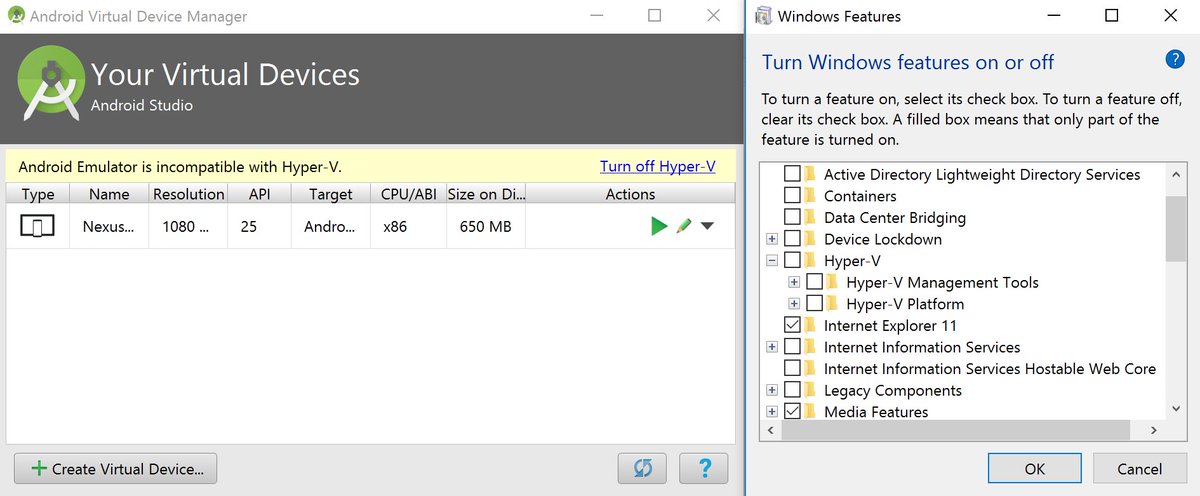 Android Virtual Device Manager
Your Virtual Devices
Android Studio
Android Emulator is incompatible with Hyper-V. Turn off Hyper-V
Type Name Resolution API Target CPU/ABI Size on Di... Actions
Nexus... 1080 ... 25 Andro... x86 650 MB
+ Create Virtual Device... ?
Windows Features
Turn Windows features on or off ?
To turn a feature on, select its check box. To turn a feature off,
clear its check box. A filled box means that only part of the
feature is turned on.
Active Directory Lightweight Directory Services
Containers
Data Center Bridging
Device Lockdown
Hyper-V
Hyper-V Management Tools
Hyper-V Platform
Internet Explorer 11
Internet Information Services
Internet Information Services Hostable Web Core
Legacy Components
Media Features
OK Cancel